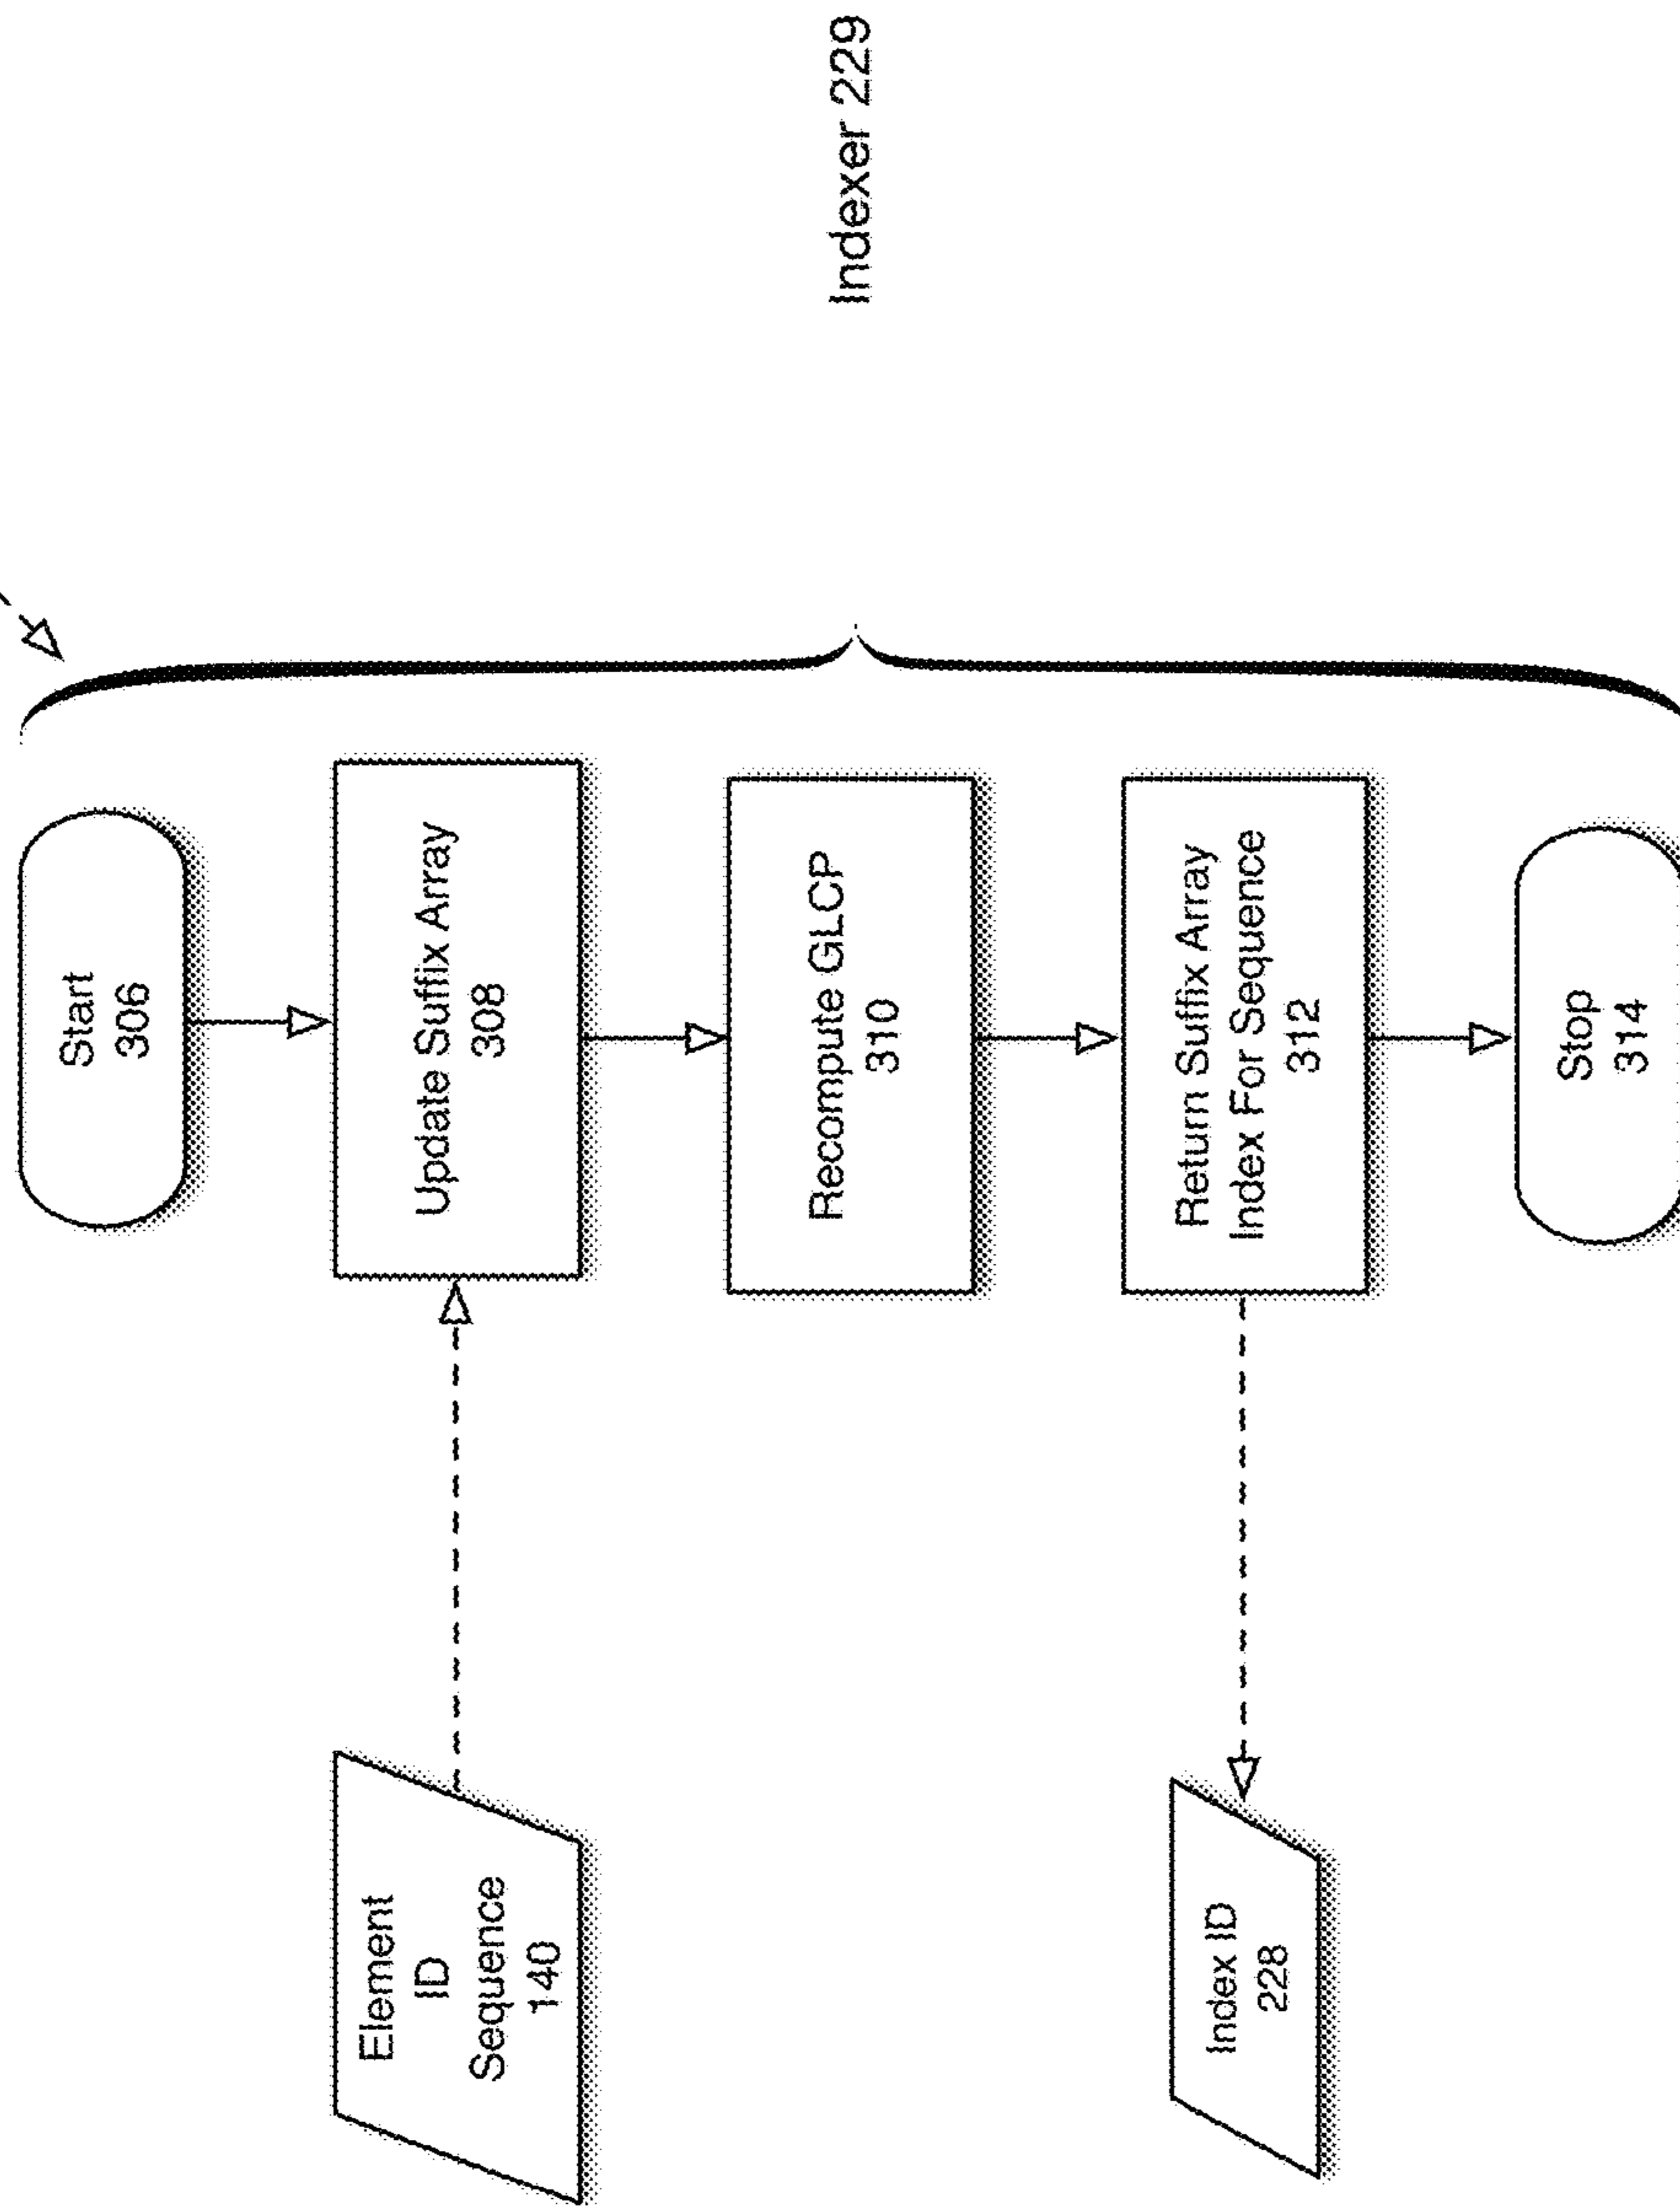 Start
306
Update Suffix Array
308
Recompute GLCP
310
Return Suffix Array
Index For Sequence
312
Stop
314
Element
ID
Sequence
140
Index ID
228
Indexer 229